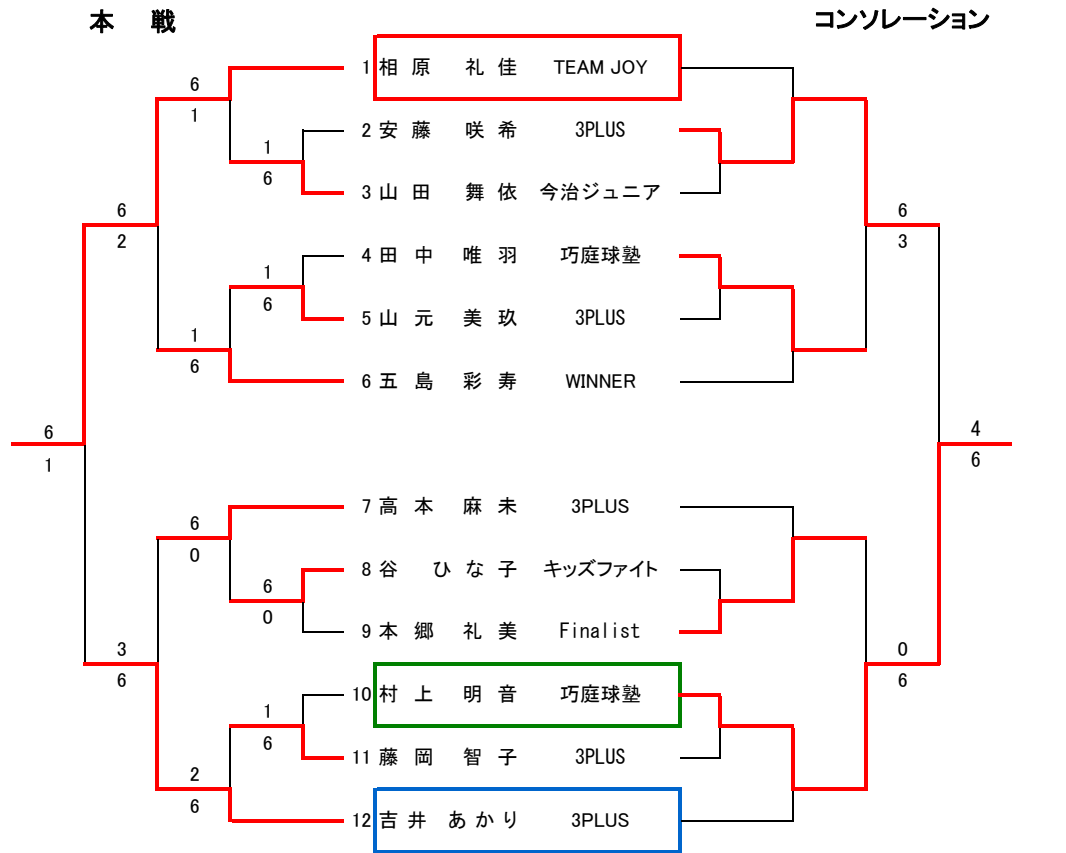 本 戦 コンソレーション
1 相原 礼佳 TEAM JOY
6
1
2 安藤 咲希 3PLUS
1
6
3 山田 舞依 今治ジュニア
6
2
6
3
4 田中 唯羽 巧庭球塾
1
6
5 山元 美玖 3PLUS
1
6
6 五島 彩寿 WINNER
6
1
4
6
7 高本 麻未 3PLUS
6
0
8 谷 ひな子 キッズファイト
6
0
9 本郷 礼美 Finalist
3
6
0
6
10 村上 明音 巧庭球塾
1
6
11 藤岡 智子 3PLUS
2
6
12 吉井 あかり 3PLUS